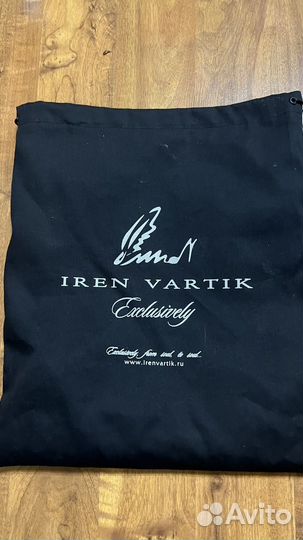 IREN VARTIK
Exclusively
Exclusively, from soul to soul...
www.irenvartik.ru
Avito